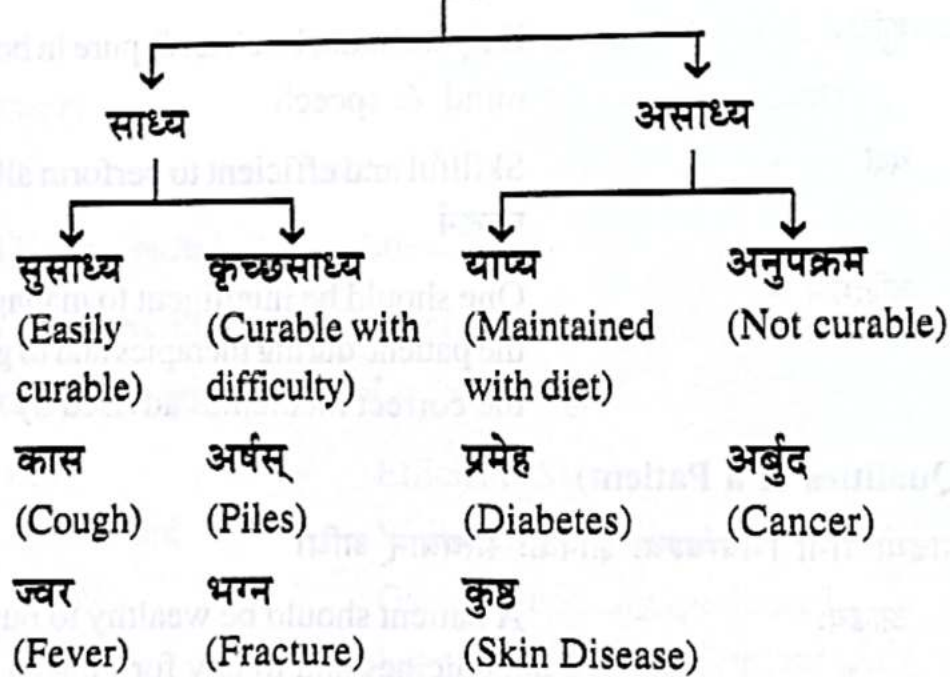 साध्य असाध्य
सुसाध्य कृच्छसाध्य याप्य अनुपक्रम
(Easily (Curable with (Maintained (Not curable)
curable) difficulty) with diet)
कास अर्षस् प्रमेह अर्बुद
(Cough) (Piles) (Diabetes) (Cancer)
ज्वर भग्न कुष्ठ
(Fever) (Fracture) (Skin Disease)